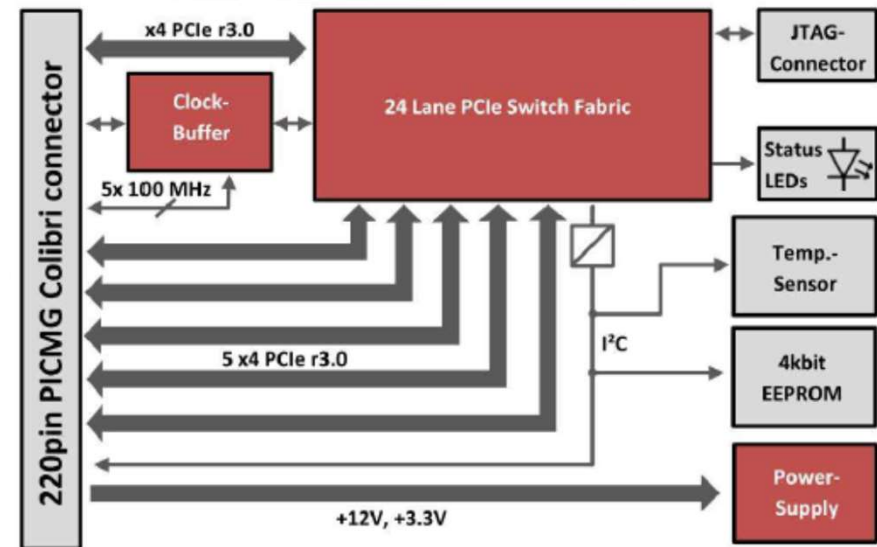 x4 PCIe r3.0
Clock-
Buffer
24 Lane PCIe Switch Fabric
JTAG-
Connector
Status
LEDs
5x 100 MHz
Temp.-
Sensor
I²C
5 x4 PCIe r3.0
4kbit
EEPROM
Power-
Supply
+12V, +3.3V
220pin PICMG Colibri connector